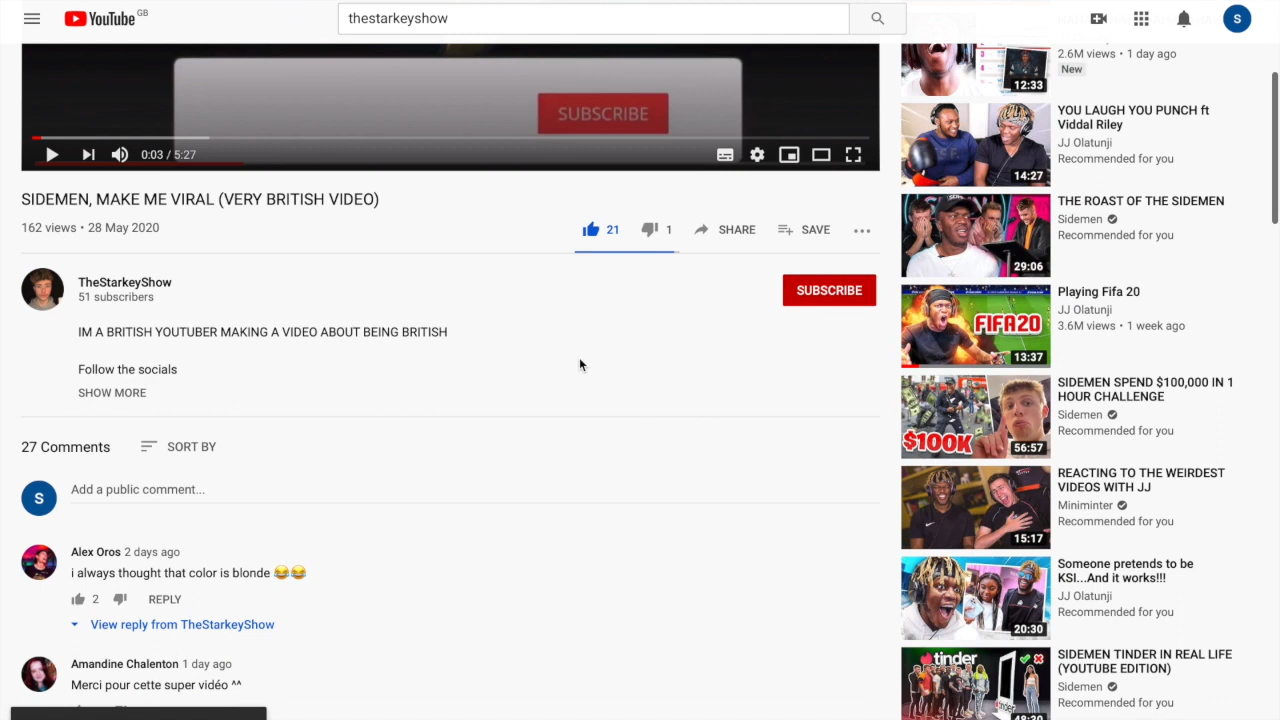 YouTube GB
thestarkeyshow
S
SUBSCRIBE
0:03 / 5:27
SIDEMEN, MAKE ME VIRAL (VERY BRITISH VIDEO)
162 views • 28 May 2020
21
1
SHARE
SAVE
TheStarkeyShow
51 subscribers
SUBSCRIBE
IM A BRITISH YOUTUBER MAKING A VIDEO ABOUT BEING BRITISH
Follow the socials
SHOW MORE
27 Comments
SORT BY
S
Add a public comment...
Alex Oros 2 days ago
i always thought that color is blonde 😂😂
2
REPLY
View reply from TheStarkeyShow
Amandine Chalenton 1 day ago
Merci pour cette super vidéo ^^
12:33
2.6M views • 1 day ago
New
14:27
YOU LAUGH YOU PUNCH ft
Viddal Riley
JJ Olatunji
Recommended for you
29:06
THE ROAST OF THE SIDEMEN
Sidemen
Recommended for you
FIFA20
13:37
Playing Fifa 20
JJ Olatunji
3.6M views • 1 week ago
$100K
56:57
SIDEMEN SPEND $100,000 IN 1
HOUR CHALLENGE
Sidemen
Recommended for you
15:17
REACTING TO THE WEIRDEST
VIDEOS WITH JJ
Miniminter
Recommended for you
20:30
Someone pretends to be
KSI...And it works!!!
JJ Olatunji
Recommended for you
tinder
tinder
48:30
SIDEMEN TINDER IN REAL LIFE
(YOUTUBE EDITION)
Sidemen
Recommended for you